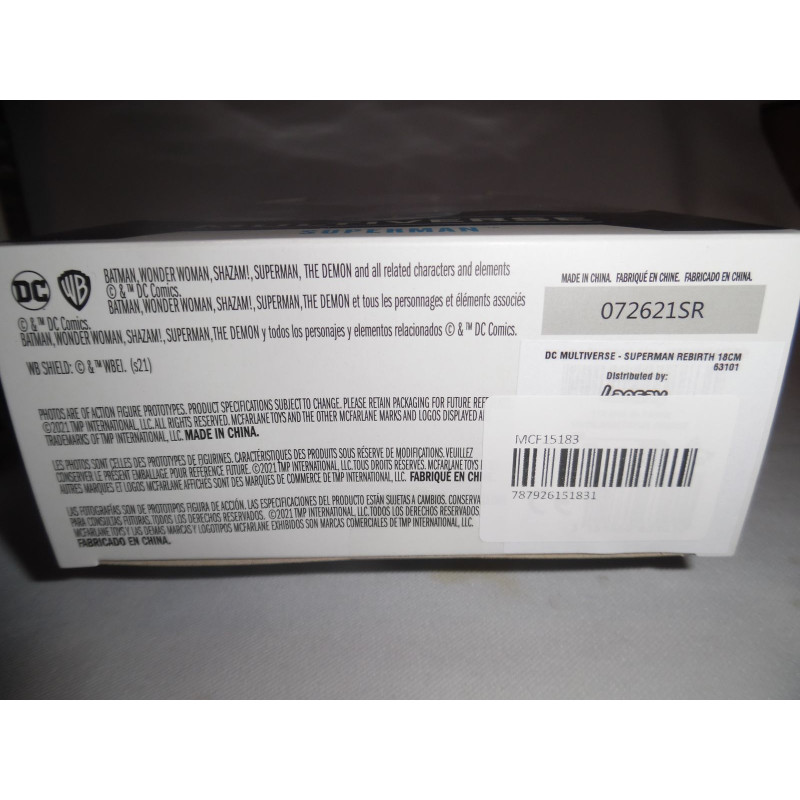 SUPERMAN
DC
WB
BATMAN, WONDER WOMAN, SHAZAM!, SUPERMAN, THE DEMON and all related characters and elements
© & ™ DC Comics.
BATMAN, WONDER WOMAN, SHAZAM!, SUPERMAN, THE DEMON et tous les personnages et éléments associés
© & ™ DC Comics.
BATMAN, WONDER WOMAN, SHAZAM!, SUPERMAN, THE DEMON y todos los personajes y elementos relacionados © & ™ DC Comics.
WB SHIELD: © & ™ WBEI. (s21)
PHOTOS ARE OF ACTION FIGURE PROTOTYPES. PRODUCT SPECIFICATIONS SUBJECT TO CHANGE. PLEASE RETAIN PACKAGING FOR FUTURE
©2021 TMP INTERNATIONAL, LLC. ALL RIGHTS RESERVED. MCFARLANE TOYS AND THE OTHER MCFARLANE MARKS AND LOGOS DISPLAYED
TRADEMARKS OF TMP INTERNATIONAL, LLC. MADE IN CHINA.
LES PHOTOS SONT CELLES DES PROTOTYPES DE FIGURINES. CARACTÉRISTIQUES DES PRODUITS SOUS RÉSERVE DE MODIFICATIONS. VEUILLEZ
CONSERVER CE EMBALLAGE POUR RÉFÉRENCE FUTURE. ©2021 TMP INTERNATIONAL, LLC. TOUS DROITS RÉSERVÉS. MCFARLANE TOYS
AUTRES MARQUES ET LOGOS MCFARLANE AFFICHÉS SONT DES MARQUES DE COMMERCE DE TMP INTERNATIONAL, LLC. FABRIQUÉ EN
LAS FOTOGRAFÍAS SON DE PROTOTIPOS FIGURA DE ACCIÓN. LAS ESPECIFICACIONES DEL PRODUCTO ESTÁN SUJETAS A CAMBIOS.
PARA CONSULTAS FUTURAS. TODOS LOS DERECHOS RESERVADOS. ©2021 TMP INTERNATIONAL, LLC. TODOS LOS DERECHOS RESERVADOS
MCFARLANE TOYS Y LAS DEMÁS MARCAS Y LOGOTIPOS MCFARLANE EXHIBIDOS SON MARCAS COMERCIALES DE TMP INTERNATIONAL, LLC.
FABRICADO EN CHINA.
MADE IN CHINA. FABRIQUÉ EN CHINE. FABRICADO EN CHINA.
072621SR
DC MULTIVERSE - SUPERMAN REBIRTH 18CM
63101
Distributed by:
MCF15183
787926151831